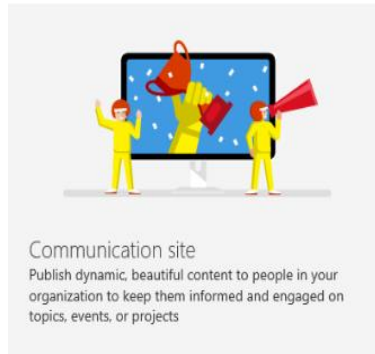 Communication site
Publish dynamic, beautiful content to people in your
organization to keep them informed and engaged on
topics, events, or projects